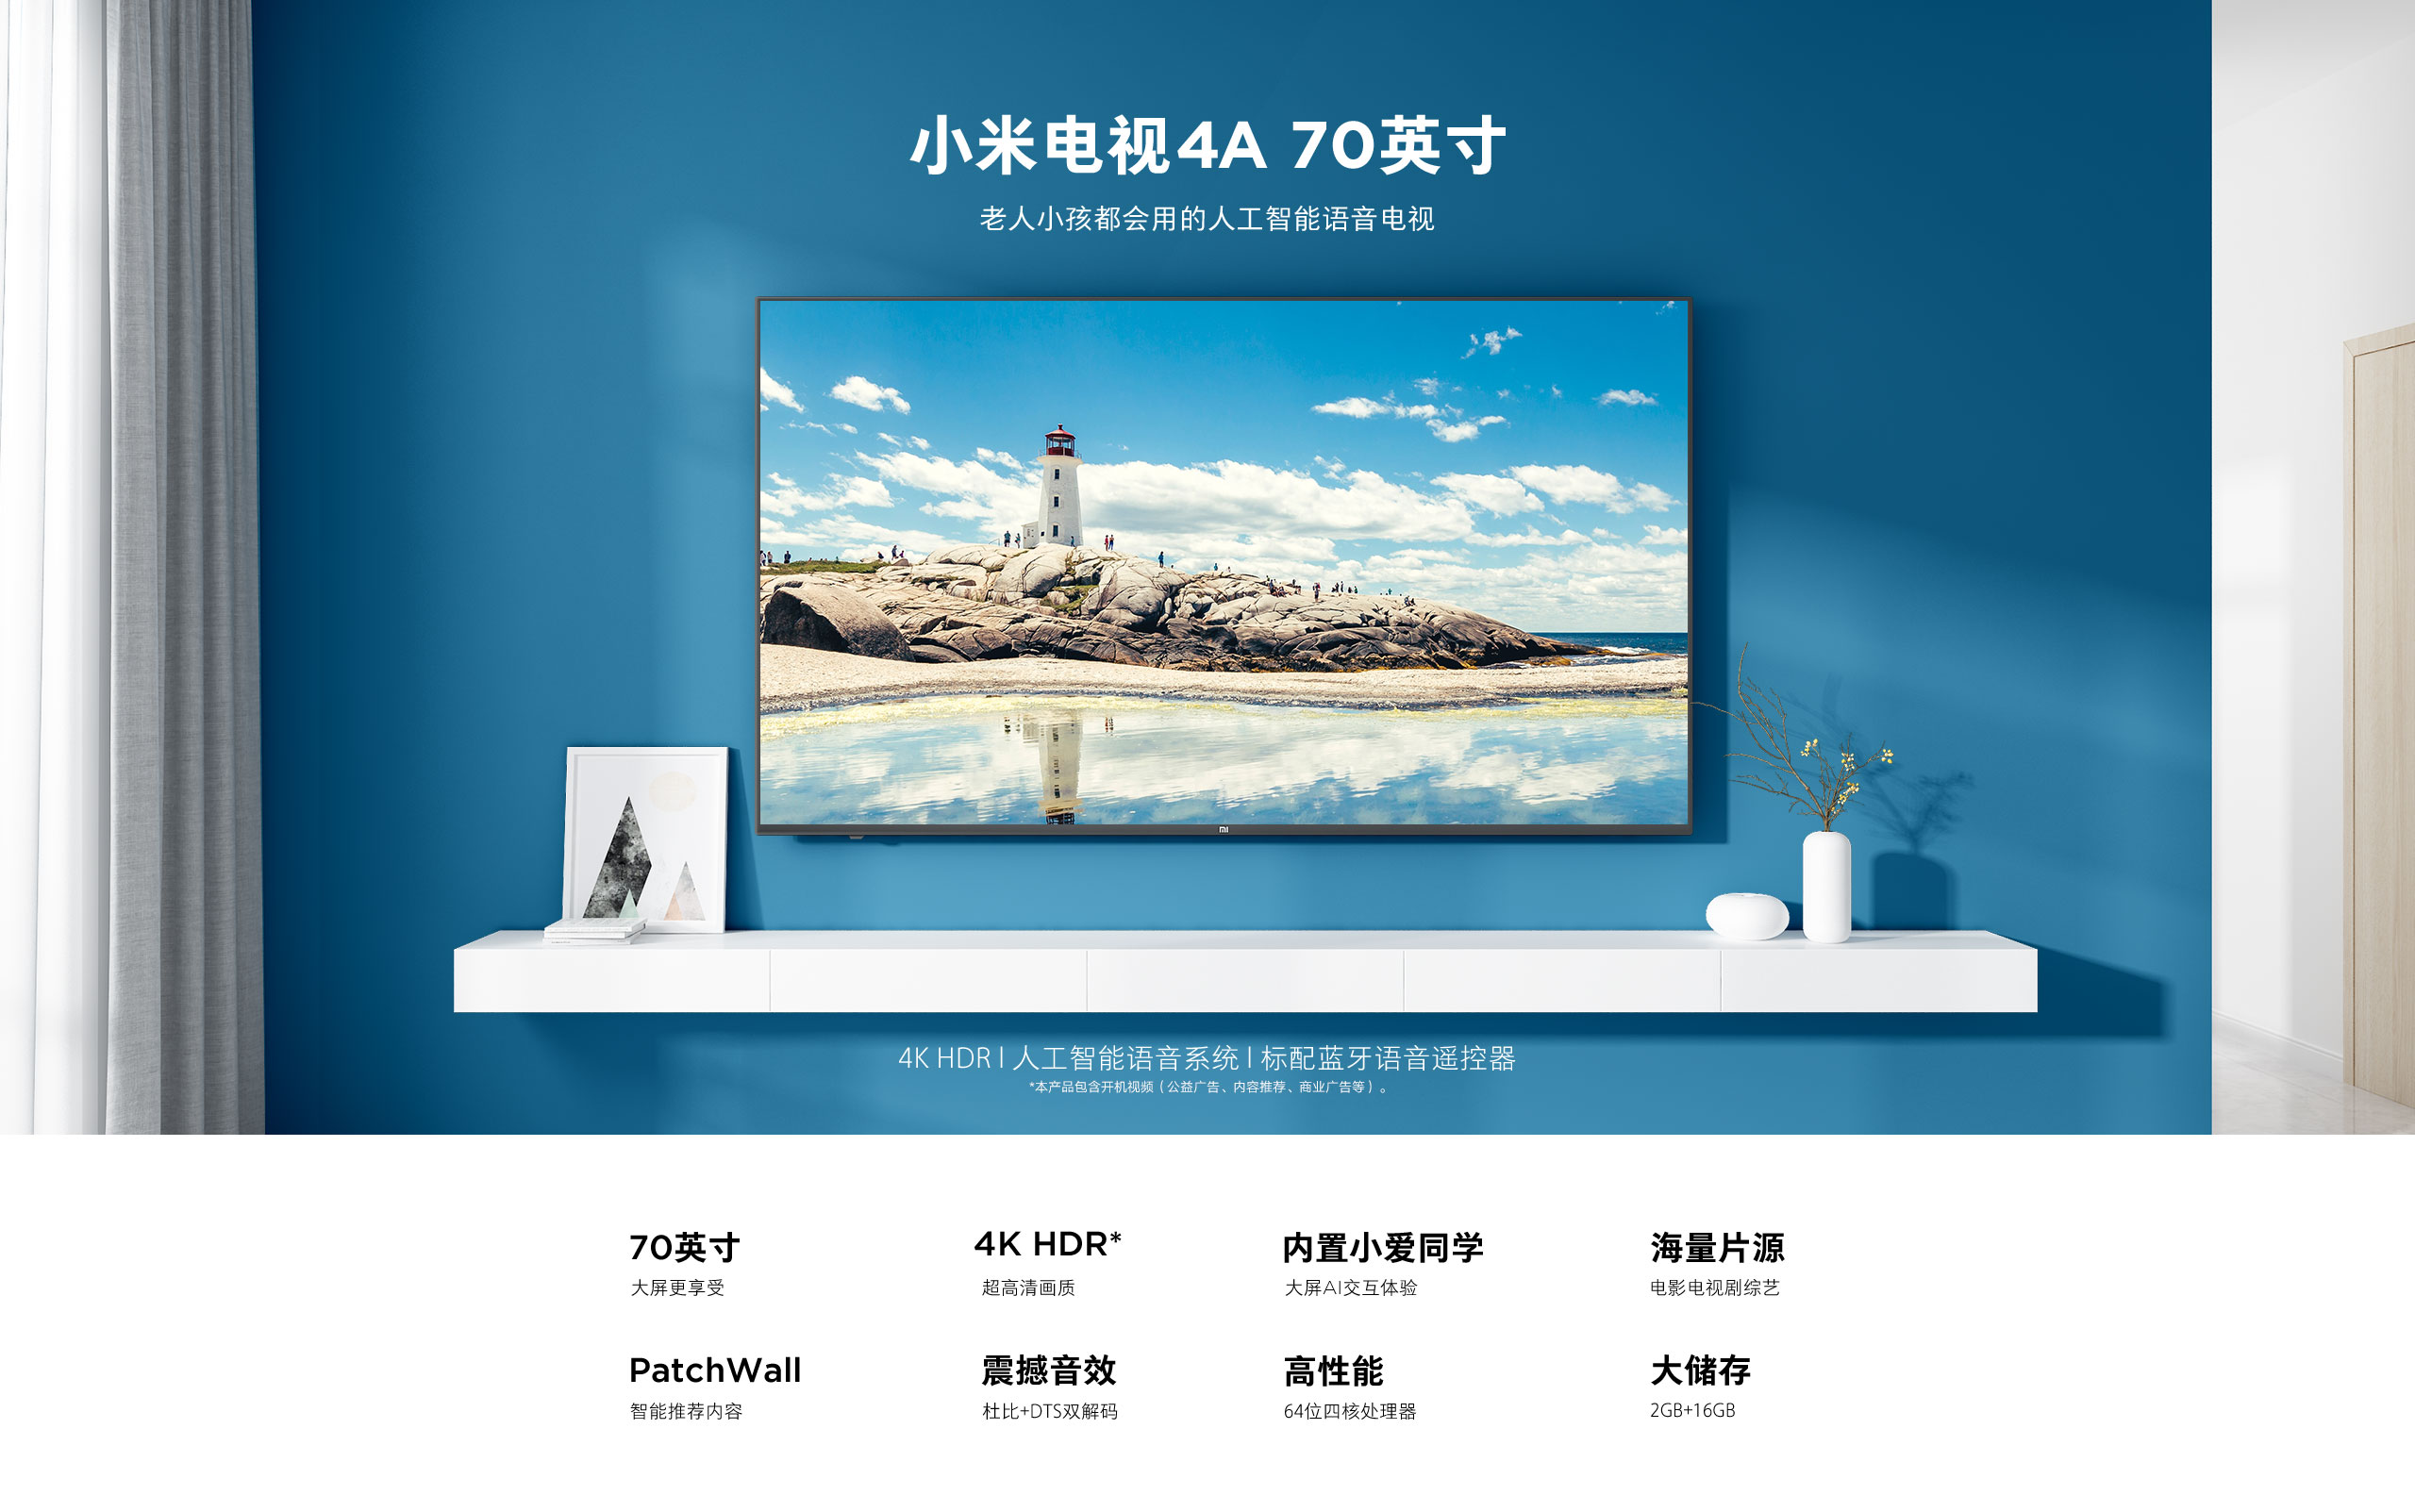 小米电视4A 70英寸
老人小孩都会用的人工智能语音电视
mi
4K HDR | 人工智能语音系统 | 标配蓝牙语音遥控器
*本产品包含开机视频（公益广告、内容推荐、商业广告等）。
70英寸
大屏更享受
4K HDR*
超高清画质
内置小爱同学
大屏AI交互体验
海量片源
电影电视剧综艺
PatchWall
智能推荐内容
震撼音效
杜比+DTS双解码
高性能
64位四核处理器
大储存
2GB+16GB